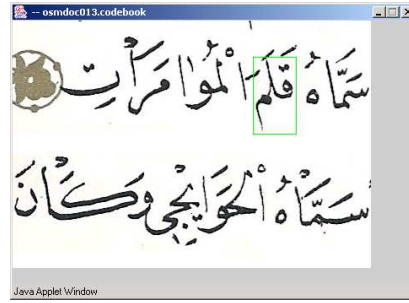 -- osmdoc013.codebook
سَمَّاهُ قَلَمَ الْمُوَامَرَاتِ
سَمَّاهُ الْحَوَايِجِي وَكَانَ
Java Applet Window